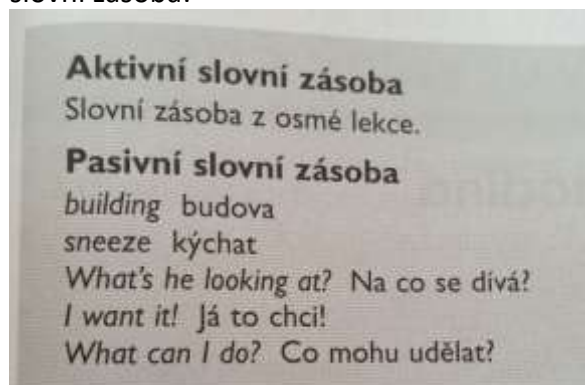 Aktivní slovní zásoba
Slovní zásoba z osmé lekce.
Pasivní slovní zásoba
building budova
sneeze kýchat
What's he looking at? Na co se dívá?
I want it! Já to chci!
What can I do? Co mohu udělat?